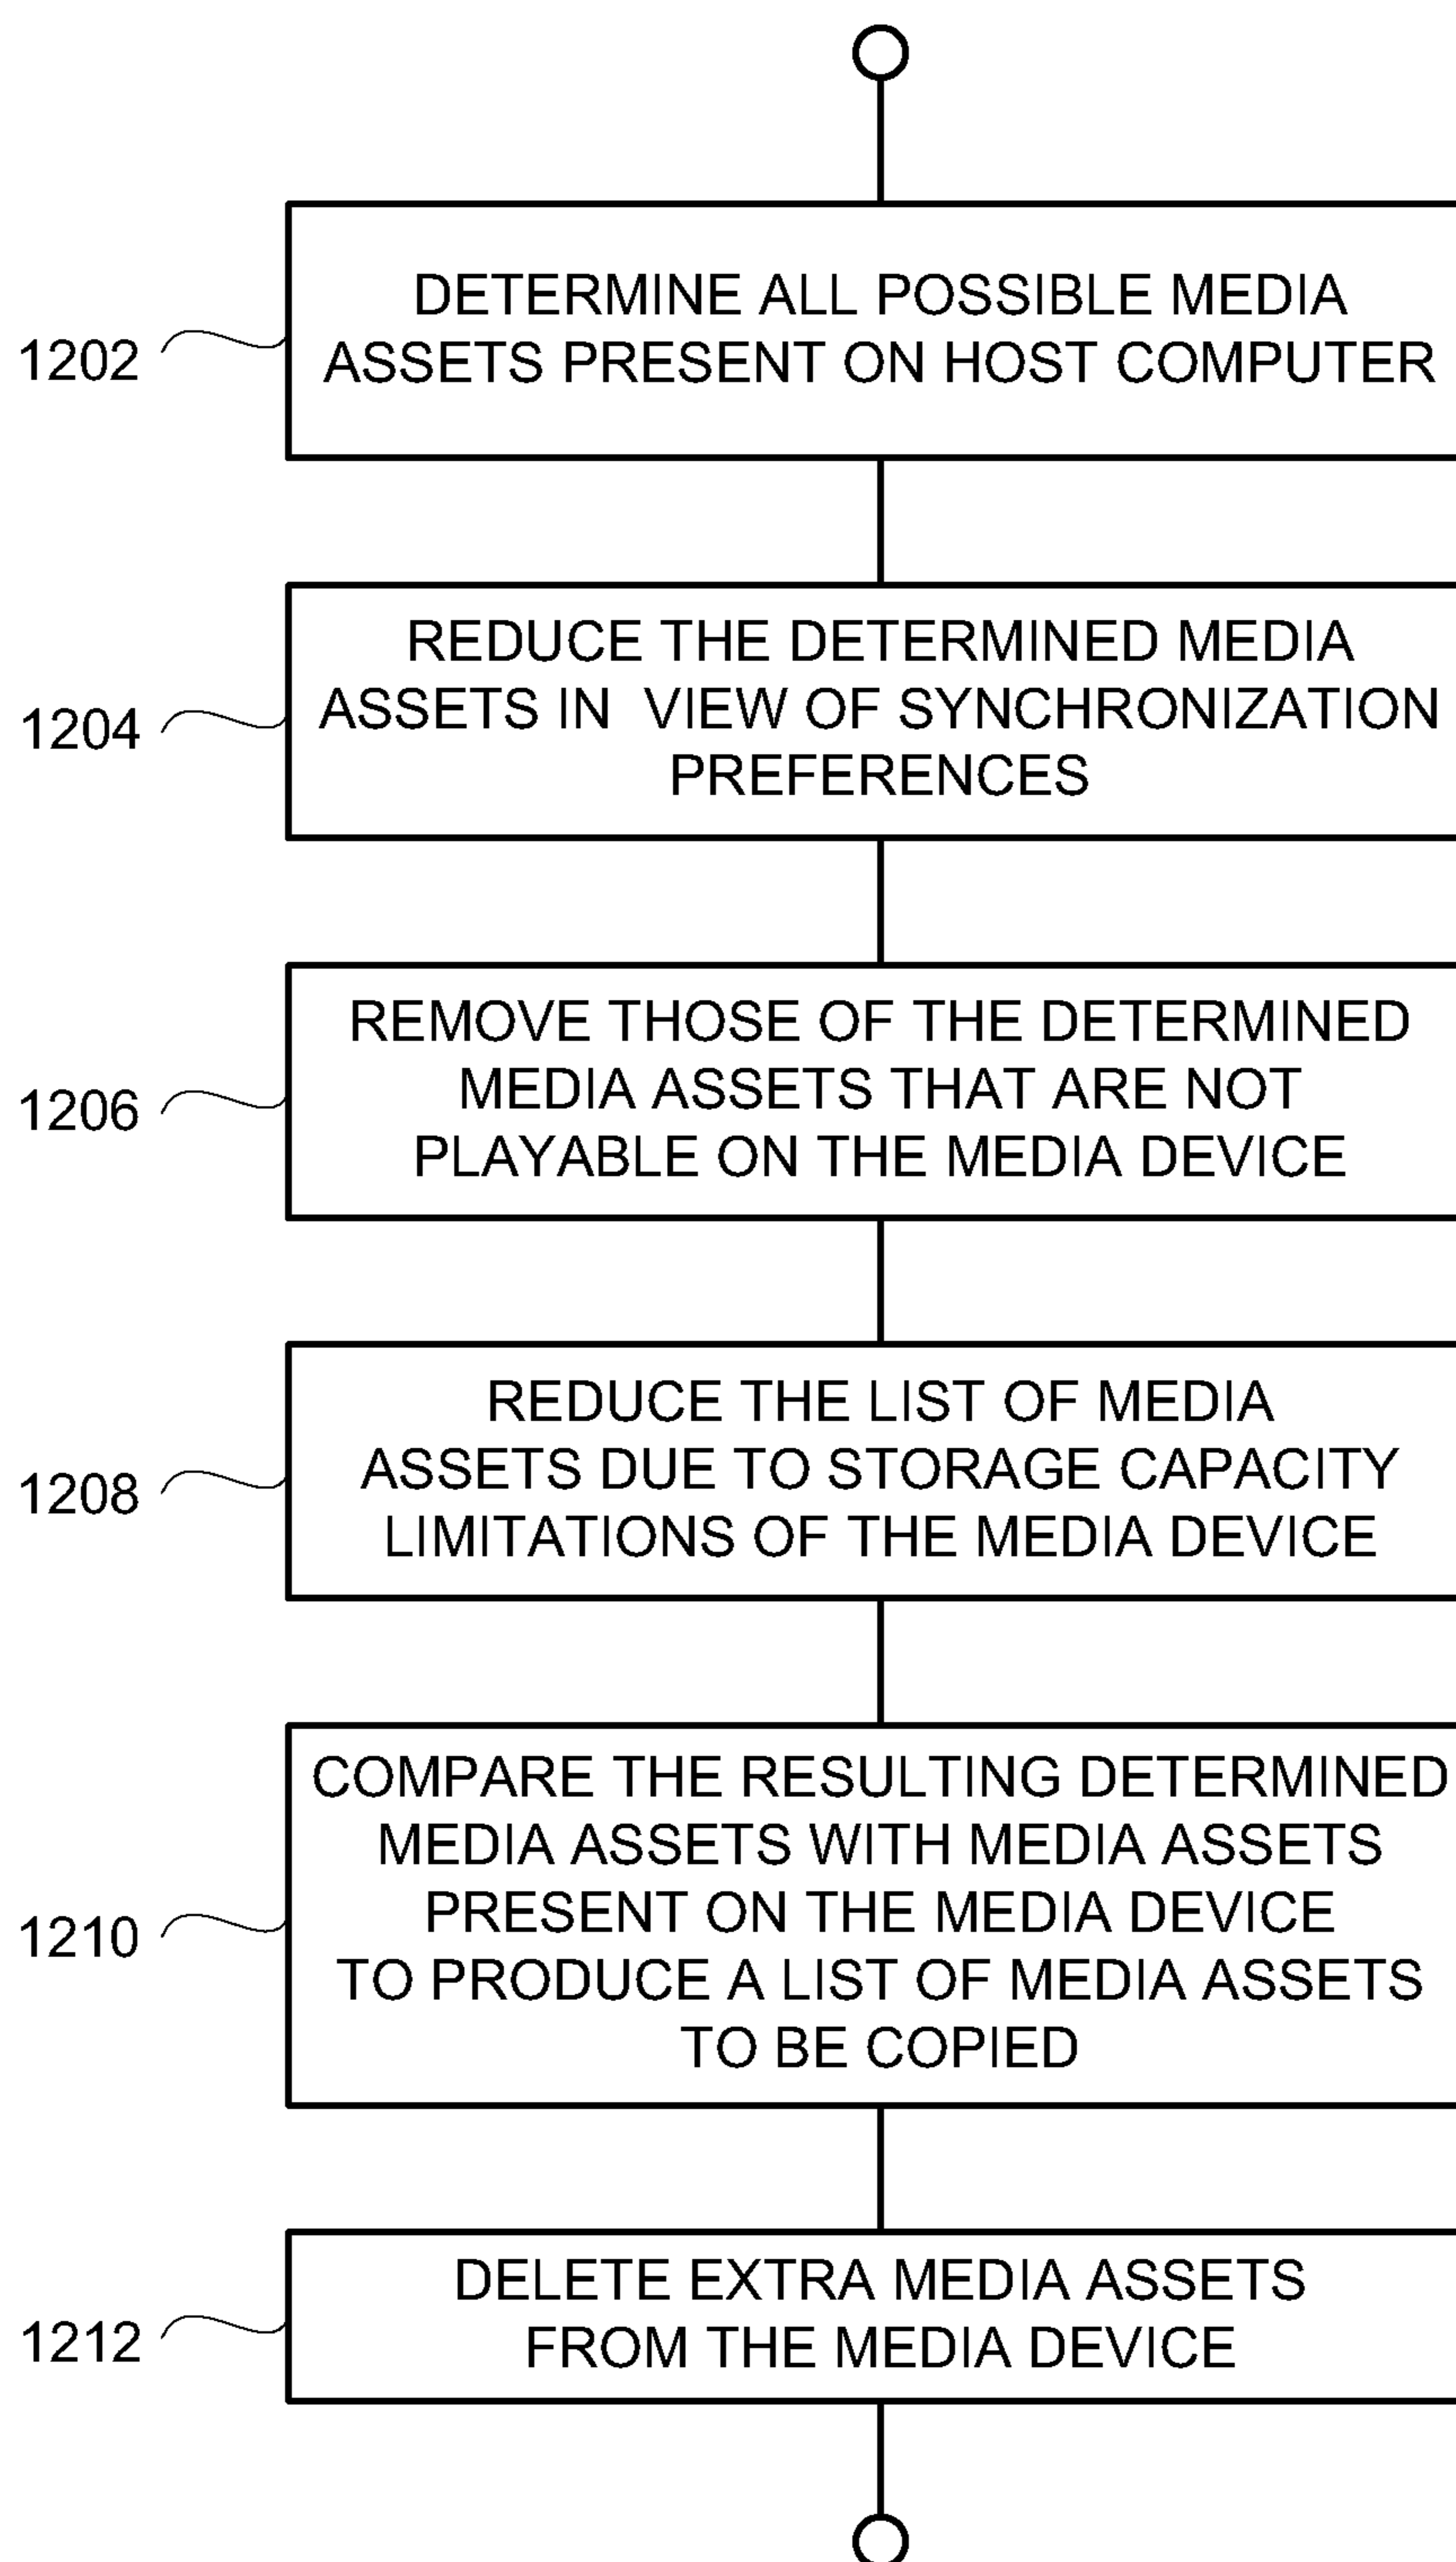 DETERMINE ALL POSSIBLE MEDIA
ASSETS PRESENT ON HOST COMPUTER
1202
REDUCE THE DETERMINED MEDIA
ASSETS IN VIEW OF SYNCHRONIZATION
PREFERENCES
1204
REMOVE THOSE OF THE DETERMINED
MEDIA ASSETS THAT ARE NOT
PLAYABLE ON THE MEDIA DEVICE
1206
REDUCE THE LIST OF MEDIA
ASSETS DUE TO STORAGE CAPACITY
LIMITATIONS OF THE MEDIA DEVICE
1208
COMPARE THE RESULTING DETERMINED
MEDIA ASSETS WITH MEDIA ASSETS
PRESENT ON THE MEDIA DEVICE
TO PRODUCE A LIST OF MEDIA ASSETS
TO BE COPIED
1210
DELETE EXTRA MEDIA ASSETS
FROM THE MEDIA DEVICE
1212